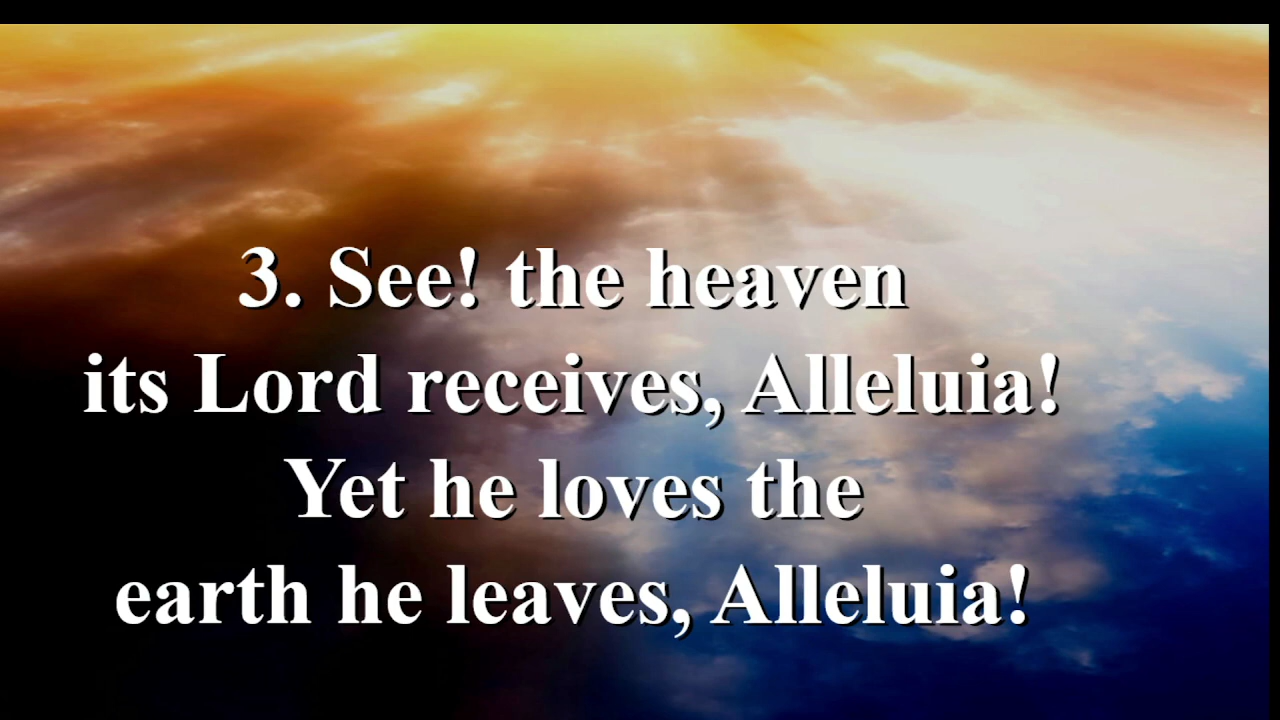 3. See! the heaven
its Lord receives, Alleluia!
Yet he loves the
earth he leaves, Alleluia!